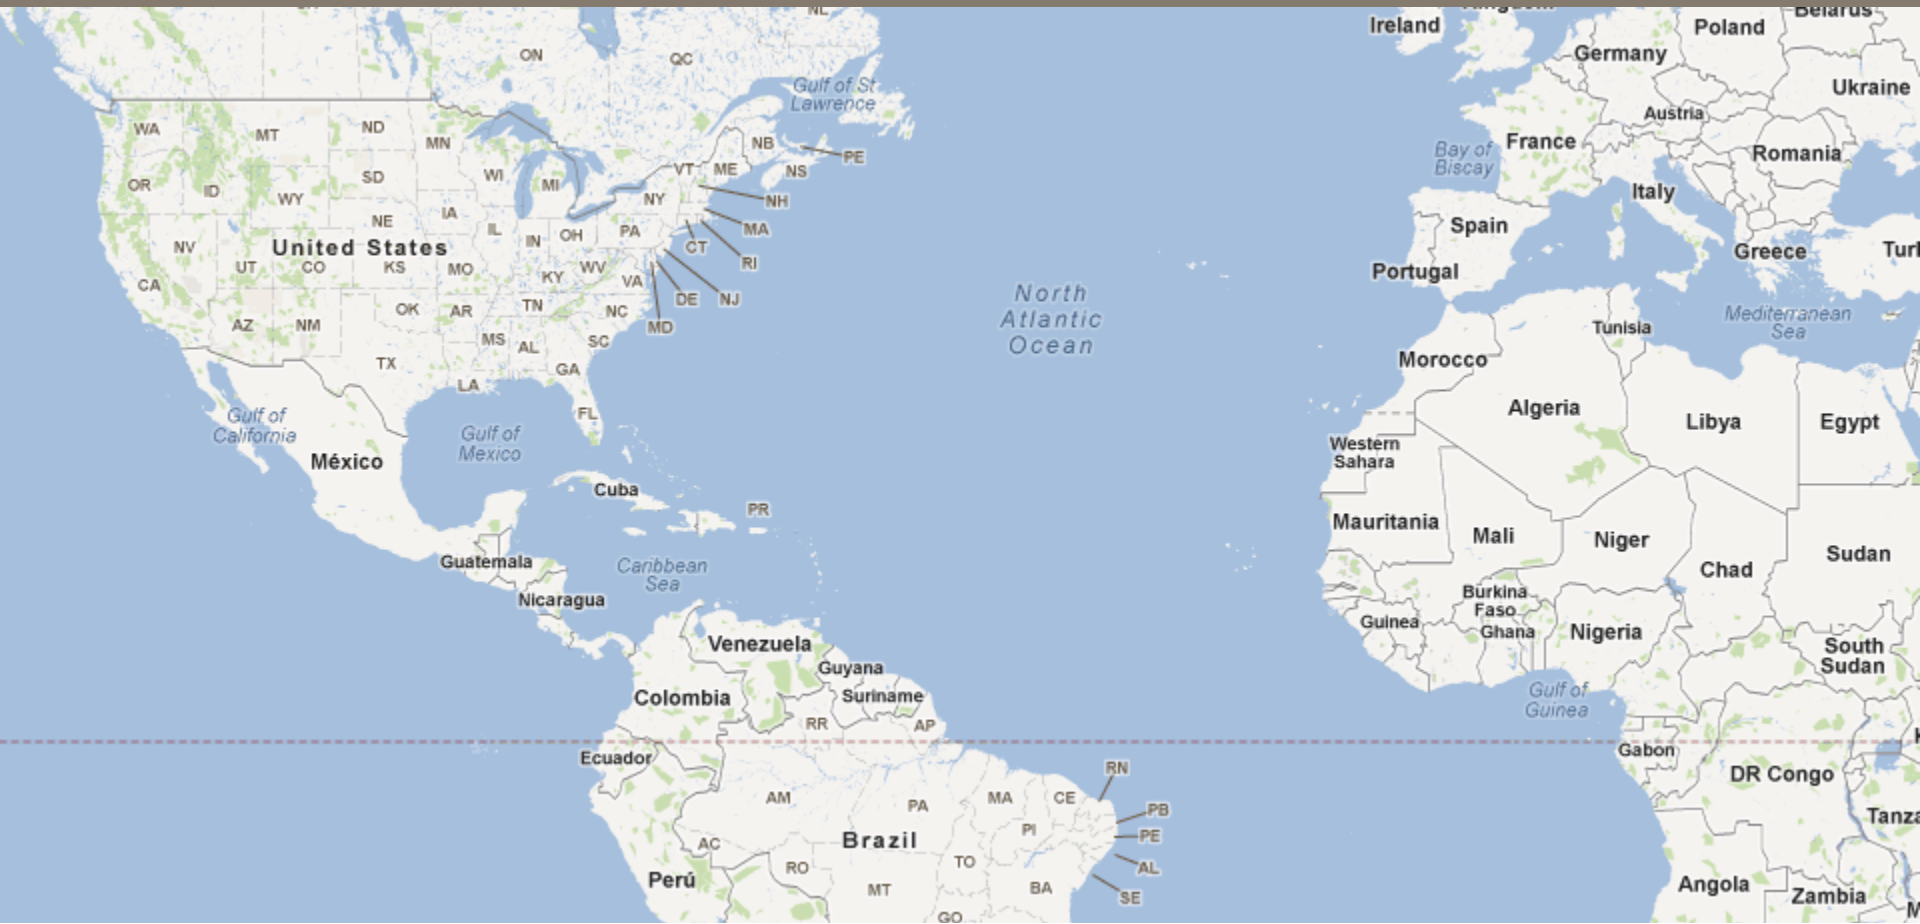 NL
Ireland
Belarus
Poland
ON
QC
Germany
Gulf of St
Lawrence
Ukraine
Austria
WA
MT
ND
MN
NB
PE
France
Bay of
Biscay
Romania
OR
ID
SD
WI
MI
VT
ME
NS
WY
NY
NH
Italy
NE
IA
IL
IN
OH
PA
MA
Spain
NV
United States
CT
RI
Greece
Turl
UT
CO
KS
MO
KY
WV
VA
Portugal
CA
DE
NJ
North
Atlantic
Ocean
OK
AR
TN
NC
MD
Mediterranean
Sea
AZ
NM
MS
AL
SC
Tunisia
TX
GA
Morocco
LA
FL
Algeria
Libya
Egypt
Gulf of
California
Gulf of
Mexico
Western
Sahara
México
Cuba
PR
Mauritania
Mali
Niger
Sudan
Guatemala
Caribbean
Sea
Chad
Nicaragua
Burkina
Faso
Guinea
Ghana
Nigeria
Venezuela
South
Sudan
Guyana
Colombia
Suriname
Gulf of
Guinea
RR
AP
Ecuador
Gabon
RN
DR Congo
AM
PA
MA
CE
PB
PI
PE
Tanza
Brazil
AC
TO
RO
AL
Perú
MT
BA
SE
Angola
Zambia
GO